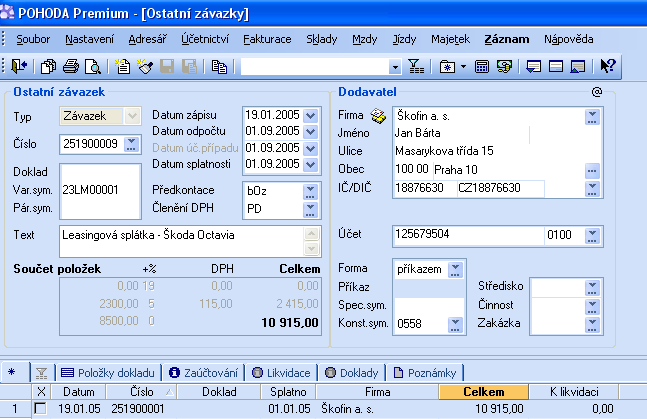 POHODA Premium - [Ostatní závazky]
Soubor Nastavení Adresář Účetnictví Fakturace Sklady Mzdy Jízdy Majetek Záznam Nápověda
Ostatní závazek
Typ Závazek
Číslo 251900009
Doklad
Var.sym. 23LM00001
Pár.sym.
Datum zápisu 19.01.2005
Datum odpočtu 01.09.2005
Datum úč.případu 01.09.2005
Datum splatnosti 01.09.2005
Předkontace bOz
Členění DPH PD
Text Leasingová splátka - Škoda Octavia
Součet položek +% DPH Celkem
0,00 19 0,00 0,00
2300,00 5 115,00 2 415,00
8500,00 0
10 915,00
Dodavatel @
Firma Škofin a. s.
Jméno Jan Bárta
Ulice Masarykova třída 15
Obec 100 00 Praha 10
IČ/DIČ 18876630 CZ18876630
Účet 125679504 0100
Forma příkazem
Příkaz
Spec.sym.
Konst.sym. 0558
Středisko
Činnost
Zakázka
* Položky dokladu Zaúčtování Likvidace Doklady Poznámky
X Datum Číslo Doklad Splatno Firma Celkem K likvidaci
1 19.01.05 251900001 01.01.05 Škofin a. s. 10 915,00 0,00